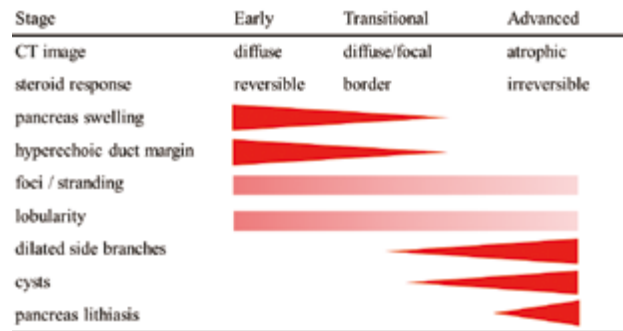 Stage Early Transitional Advanced
CT image diffuse diffuse/focal atrophic
steroid response reversible border irreversible
pancreas swelling
hyperechoic duct margin
foci / stranding
lobularity
dilated side branches
cysts
pancreas lithiasis